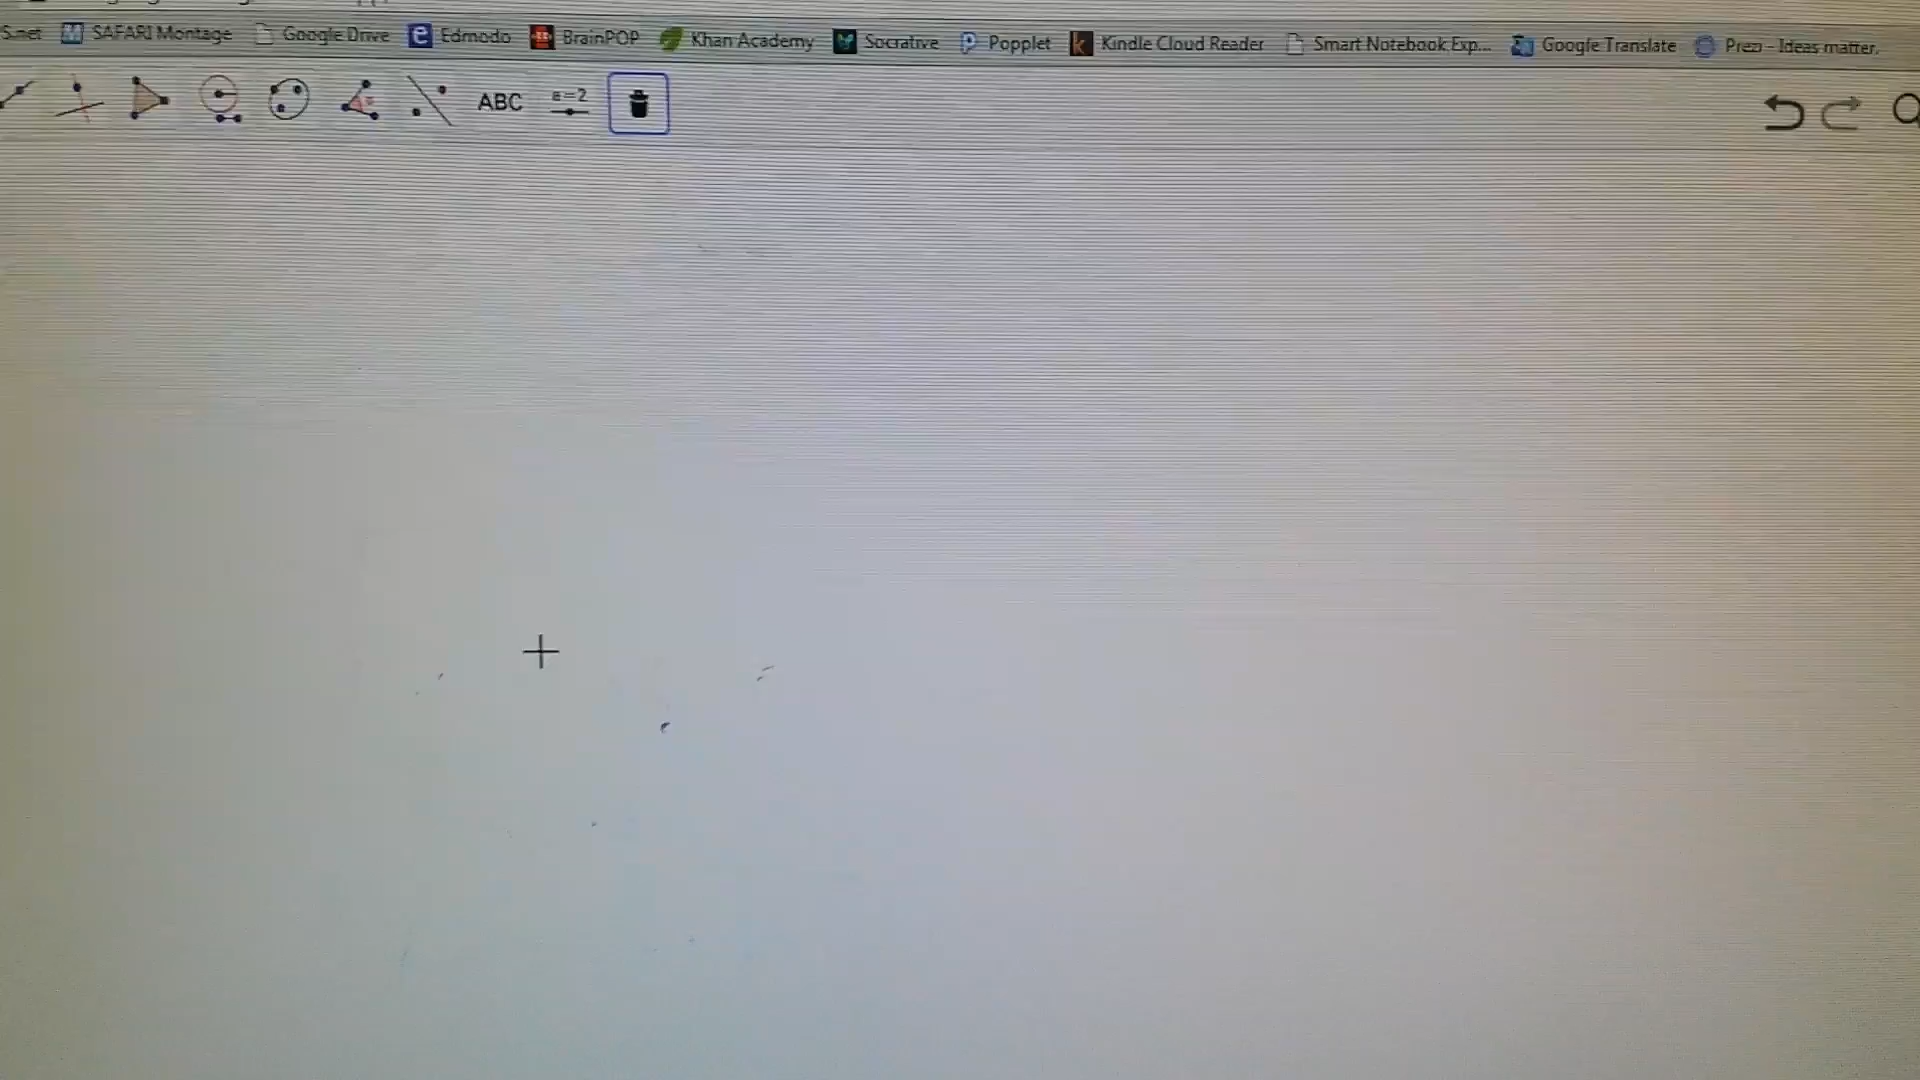 S.net SAFARI Montage Google Drive Edmodo BrainPOP Khan Academy Socrative Popplet Kindle Cloud Reader Smart Notebook Exp... Google Translate Prezi - Ideas matter.
ABC a=2